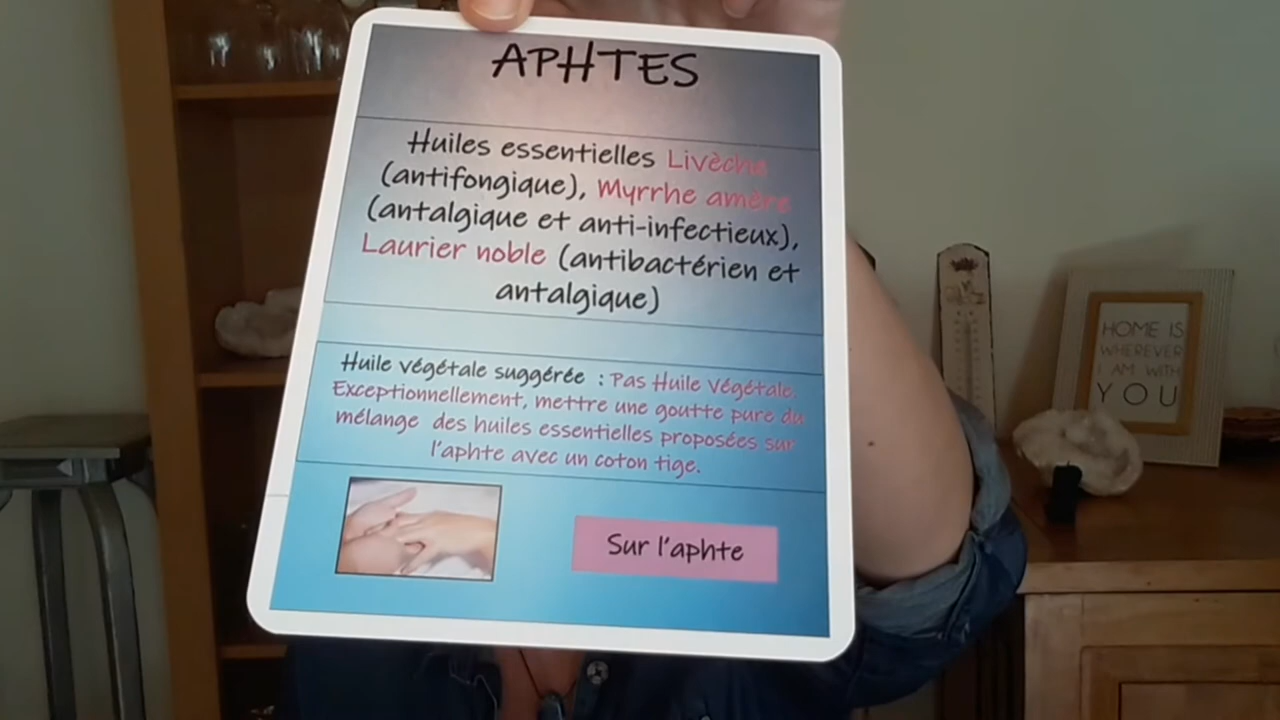 APHTES
Huiles essentielles Livèche
(antifongique), Myrrhe amère
(antalgique et anti-infectieux),
Laurier noble (antibactérien et
antalgique)
Huile végétale suggérée : Pas Huile Végétale.
Exceptionnellement, mettre une goutte pure du
mélange des huiles essentielles proposées sur
l'aphte avec un coton tige.
Sur l'aphte
HOME IS
WHEREVER
I AM WITH
YOU